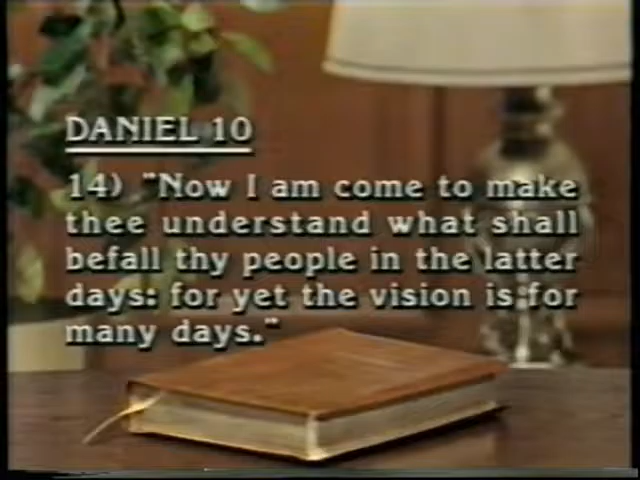 DANIEL 10
14) "Now I am come to make
thee understand what shall
befall thy people in the latter
days: for yet the vision is for
many days."